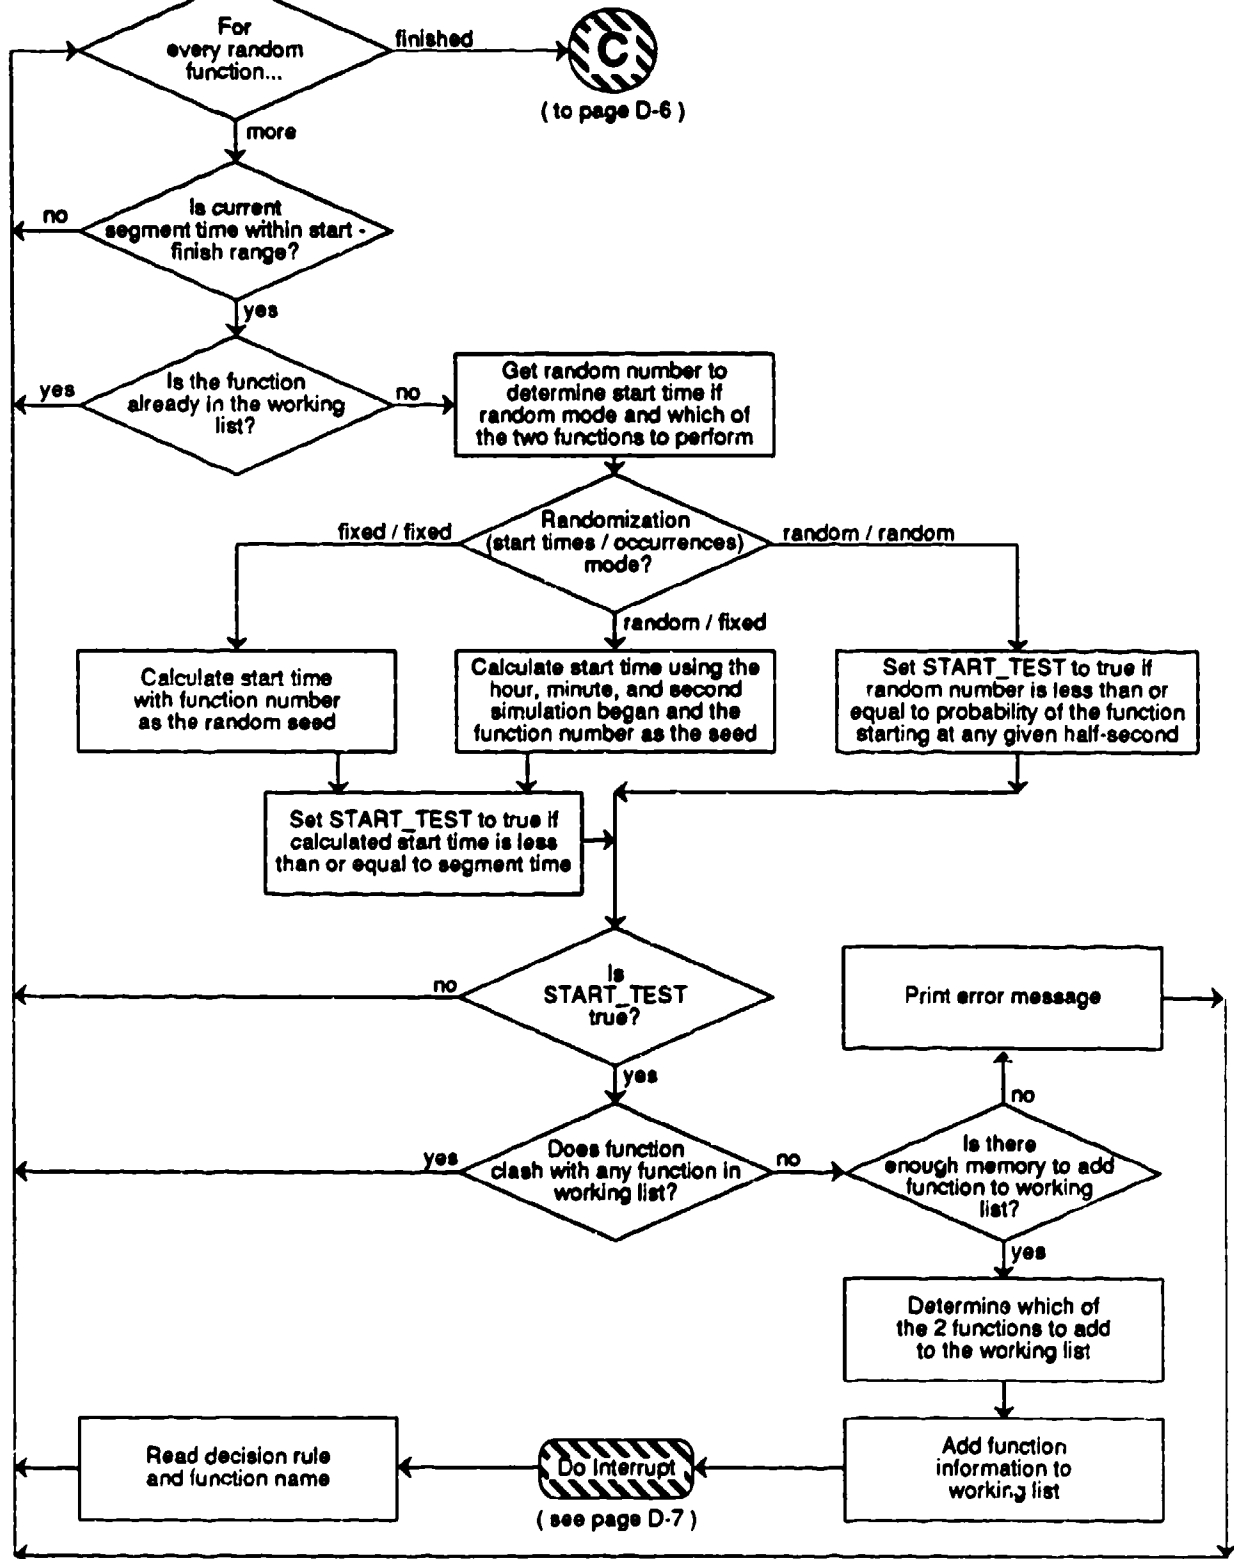 For
every random
function...
finished
C
( to page D-6 )
more
Is current
segment time within start -
finish range?
no
yes
Is the function
already in the working
list?
yes
no
Get random number to
determine start time if
random mode and which of
the two functions to perform
Randomization
(start times / occurrences)
mode?
fixed / fixed
random / random
random / fixed
Calculate start time
with function number
as the random seed
Calculate start time using the
hour, minute, and second
simulation began and the
function number as the seed
Set START_TEST to true if
random number is less than or
equal to probability of the function
starting at any given half-second
Set START_TEST to true if
calculated start time is less
than or equal to segment time
Is
START_TEST
true?
no
yes
Print error message
no
Does function
clash with any function in
working list?
yes
no
Is there
enough memory to add
function to working
list?
yes
Determine which of
the 2 functions to add
to the working list
Add function
information to
working list
Do Interrupt
( see page D-7 )
Read decision rule
and function name